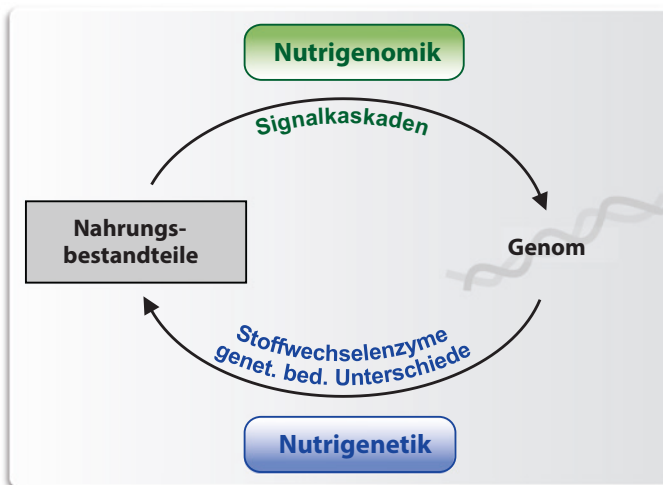 Nutrigenomik
Signalkaskaden
Nahrungs-
bestandteile
Genom
Stoffwechselenzyme
genet. bed. Unterschiede
Nutrigenetik